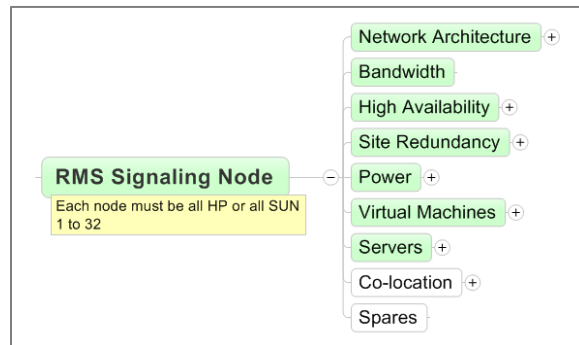 Network Architecture
Bandwidth
High Availability
Site Redundancy
RMS Signaling Node
Power
Each node must be all HP or all SUN
1 to 32
Virtual Machines
Servers
Co-location
Spares